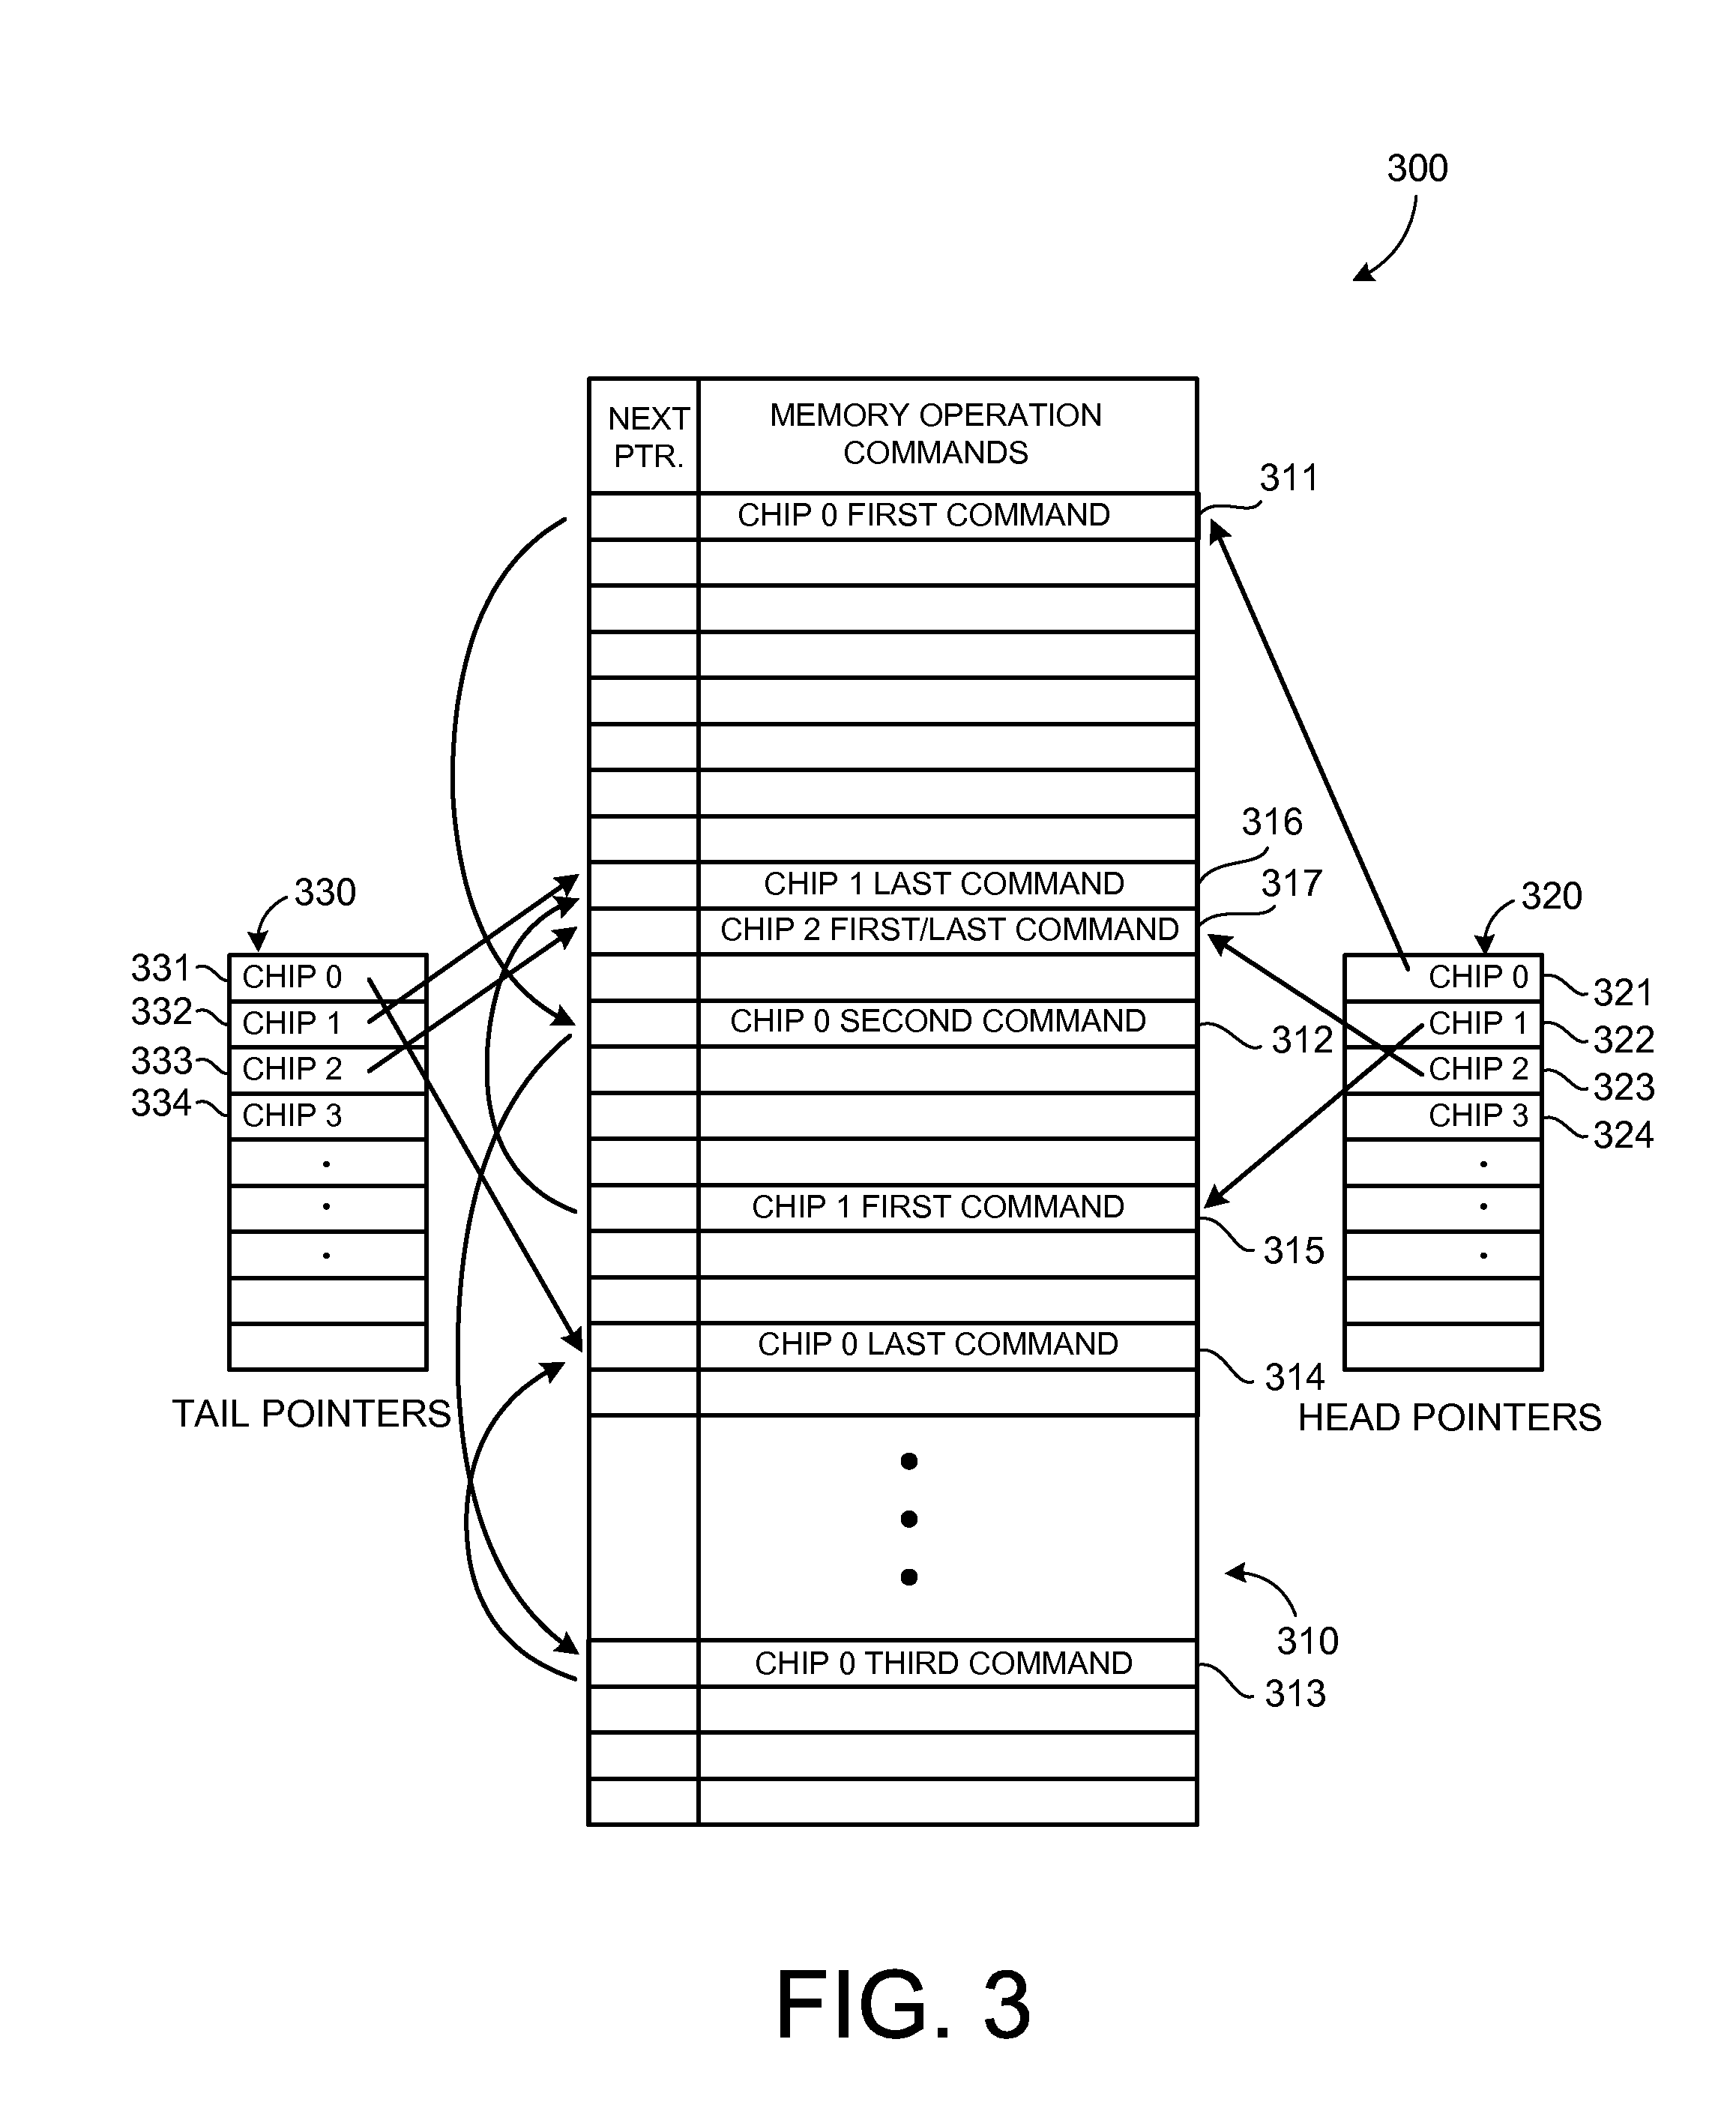 300
NEXT
PTR.
MEMORY OPERATION
COMMANDS
311
CHIP 0 FIRST COMMAND
316
CHIP 1 LAST COMMAND
317
CHIP 2 FIRST/LAST COMMAND
CHIP 0 SECOND COMMAND
312
CHIP 1 FIRST COMMAND
315
CHIP 0 LAST COMMAND
314
310
CHIP 0 THIRD COMMAND
313
330
331 CHIP 0
332 CHIP 1
333 CHIP 2
334 CHIP 3
TAIL POINTERS
320
CHIP 0 321
CHIP 1 322
CHIP 2 323
CHIP 3 324
HEAD POINTERS
FIG. 3